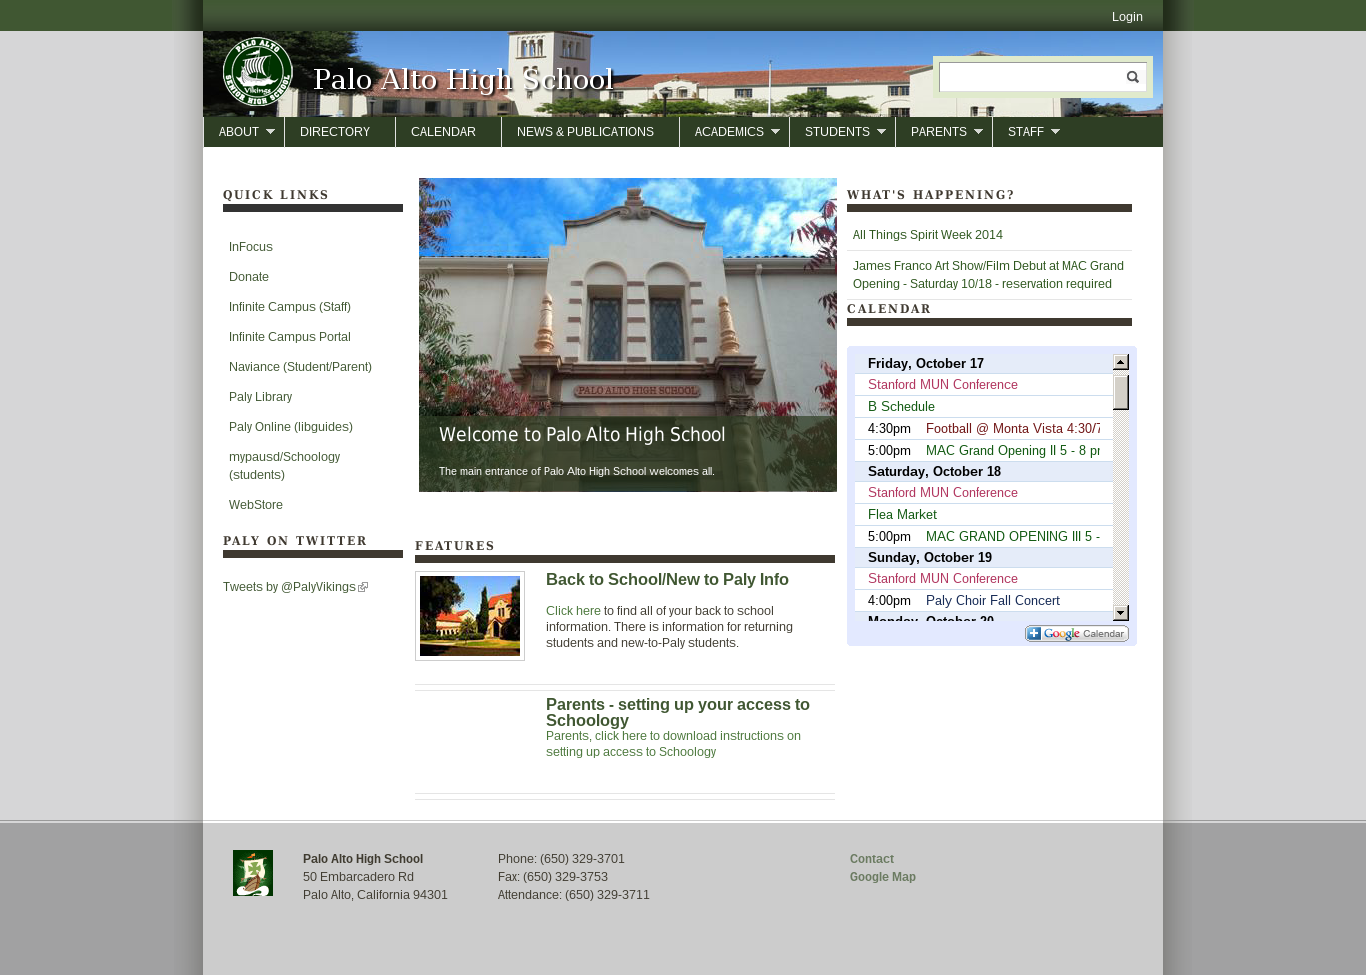 Login
PALO ALTO
Vikings
SENIOR HIGH SCHOOL
Palo Alto High School
ABOUT
DIRECTORY
CALENDAR
NEWS & PUBLICATIONS
ACADEMICS
STUDENTS
PARENTS
STAFF
QUICK LINKS
InFocus
Donate
Infinite Campus (Staff)
Infinite Campus Portal
Naviance (Student/Parent)
Paly Library
Paly Online (libguides)
mypausd/Schoology
(students)
WebStore
PALY ON TWITTER
Tweets by @PalyVikings
PALO ALTO HIGH SCHOOL
Welcome to Palo Alto High School
The main entrance of Palo Alto High School welcomes all.
FEATURES
Back to School/New to Paly Info
Click here to find all of your back to school
information. There is information for returning
students and new-to-Paly students.
Parents - setting up your access to
Schoology
Parents, click here to download instructions on
setting up access to Schoology
WHAT'S HAPPENING?
All Things Spirit Week 2014
James Franco Art Show/Film Debut at MAC Grand
Opening - Saturday 10/18 - reservation required
CALENDAR
Friday, October 17
Stanford MUN Conference
B Schedule
4:30pm Football @ Monta Vista 4:30/7
5:00pm MAC Grand Opening II 5 - 8 pm
Saturday, October 18
Stanford MUN Conference
Flea Market
5:00pm MAC GRAND OPENING III 5 -
Sunday, October 19
Stanford MUN Conference
4:00pm Paly Choir Fall Concert
Monday, October 20
Google Calendar
Palo Alto High School
50 Embarcadero Rd
Palo Alto, California 94301
Phone: (650) 329-3701
Fax: (650) 329-3753
Attendance: (650) 329-3711
Contact
Google Map